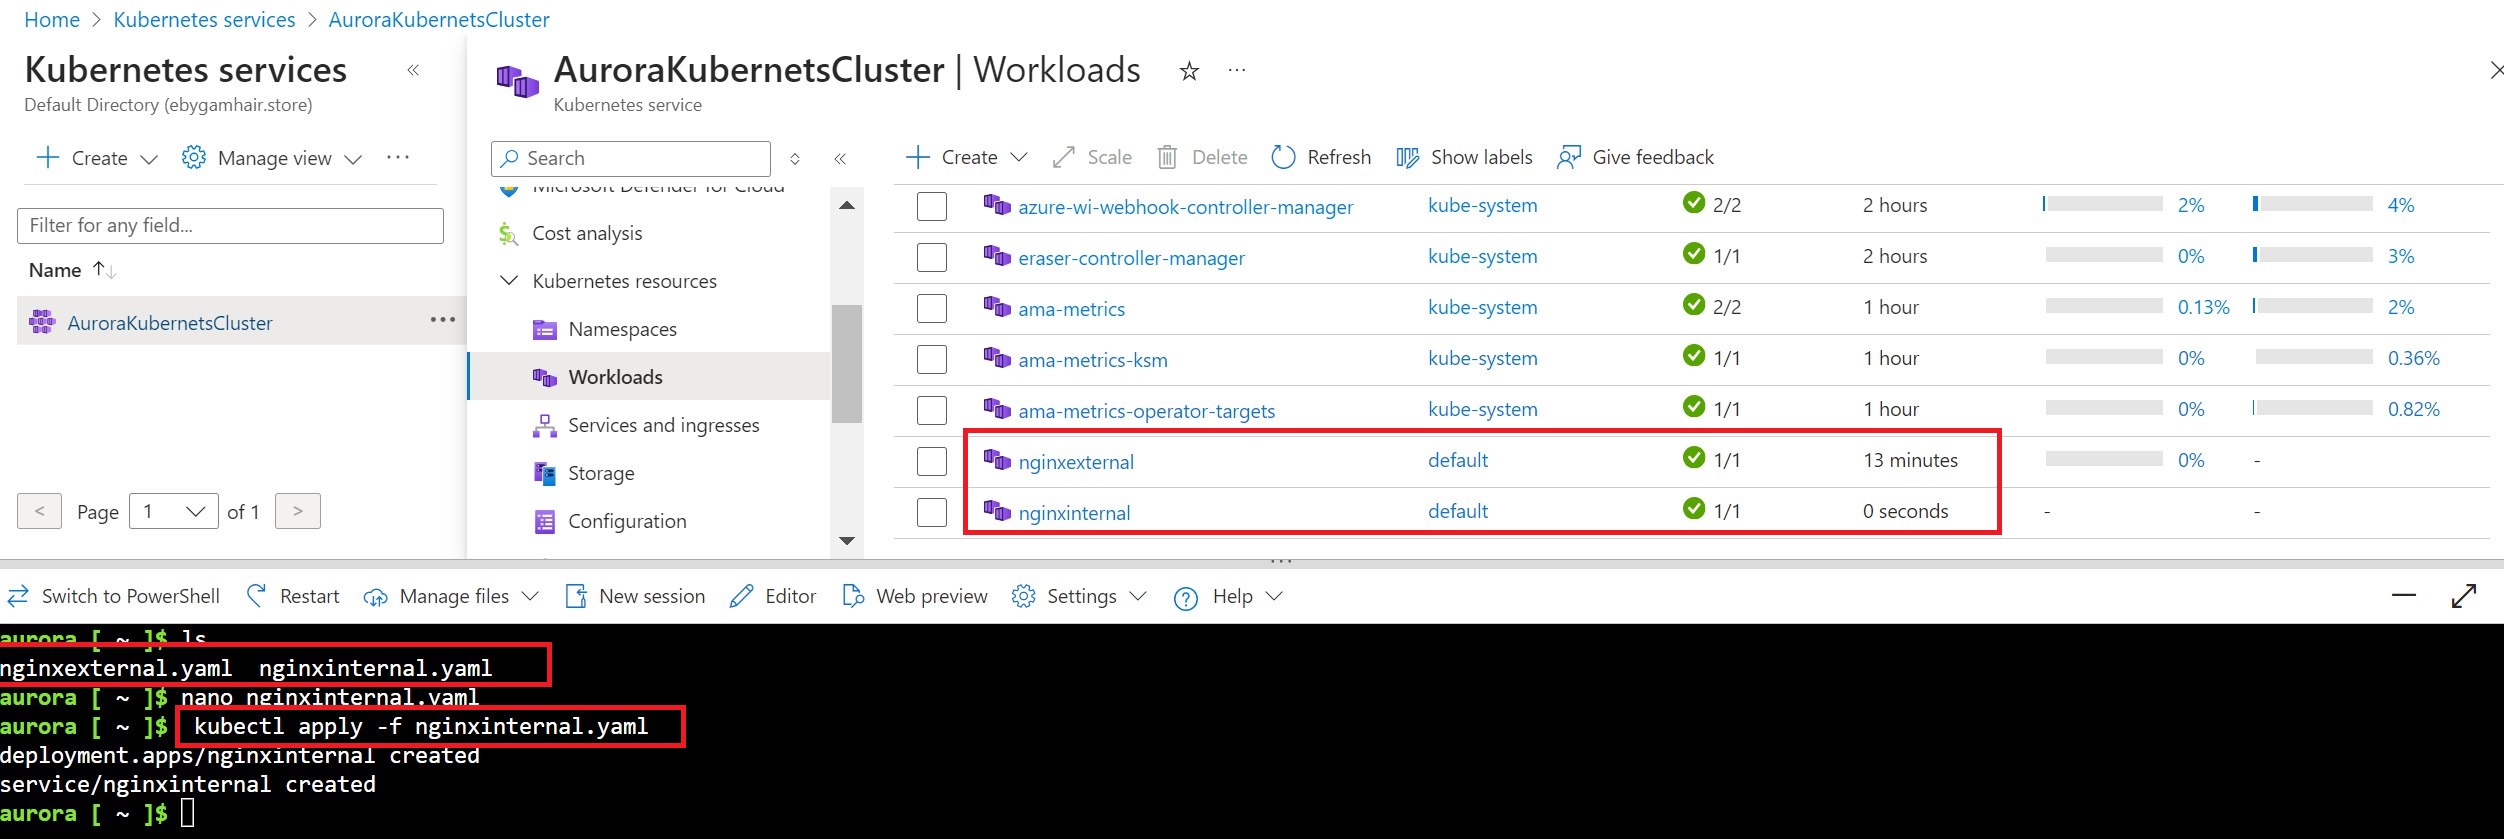 Home > Kubernetes services > AuroraKubernetsCluster
Kubernetes services «
Default Directory (ebygamhair.store)
Create Manage view ...
Filter for any field...
Name ↑↓
AuroraKubernetsCluster ...
< Page 1 of 1 >
AuroraKubernetsCluster | Workloads ☆ ...
Kubernetes service
Search «
Microsoft Defender for Cloud
Cost analysis
Kubernetes resources
Namespaces
Workloads
Services and ingresses
Storage
Configuration
Create Scale Delete Refresh Show labels Give feedback
azure-wi-webhook-controller-manager kube-system 2/2 2 hours 2% 4%
eraser-controller-manager kube-system 1/1 2 hours 0% 3%
ama-metrics kube-system 2/2 1 hour 0.13% 2%
ama-metrics-ksm kube-system 1/1 1 hour 0% 0.36%
ama-metrics-operator-targets kube-system 1/1 1 hour 0% 0.82%
nginxexternal default 1/1 13 minutes 0% -
nginxinternal default 1/1 0 seconds - -
Switch to PowerShell Restart Manage files New session Editor Web preview Settings Help
aurora [ ~ ]$ ls
nginxexternal.yaml nginxinternal.yaml
aurora [ ~ ]$ nano nginxinternal.yaml
aurora [ ~ ]$ kubectl apply -f nginxinternal.yaml
deployment.apps/nginxinternal created
service/nginxinternal created
aurora [ ~ ]$